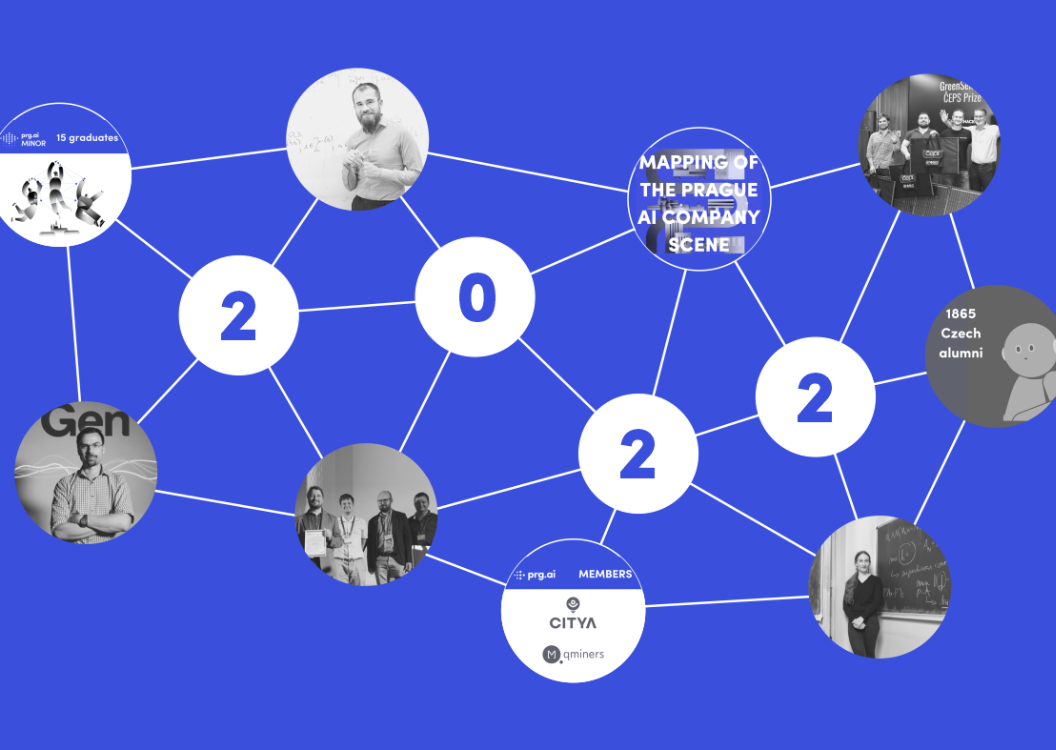 prg.ai
MINOR
15 graduates
MAPPING OF
THE PRAGUE
AI COMPANY
SCENE
ČEPS Prize
2
0
2
2
1865
Czech
alumni
Gen
prg.ai
MEMBERS
CITYA
M qminers